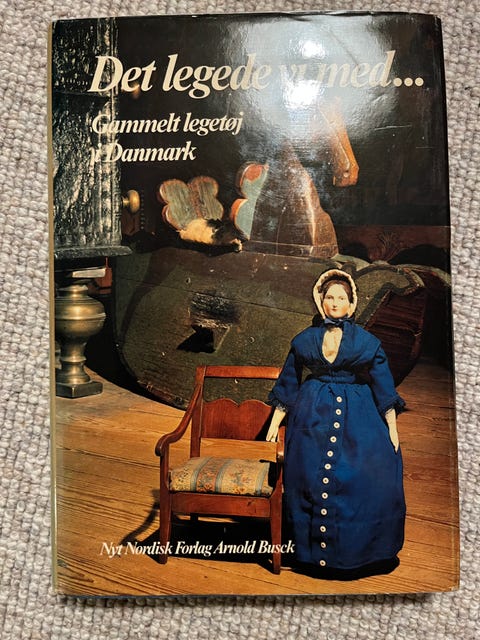 Det legede vi med...
Gammelt legetøj
i Danmark
Nyt Nordisk Forlag Arnold Busck